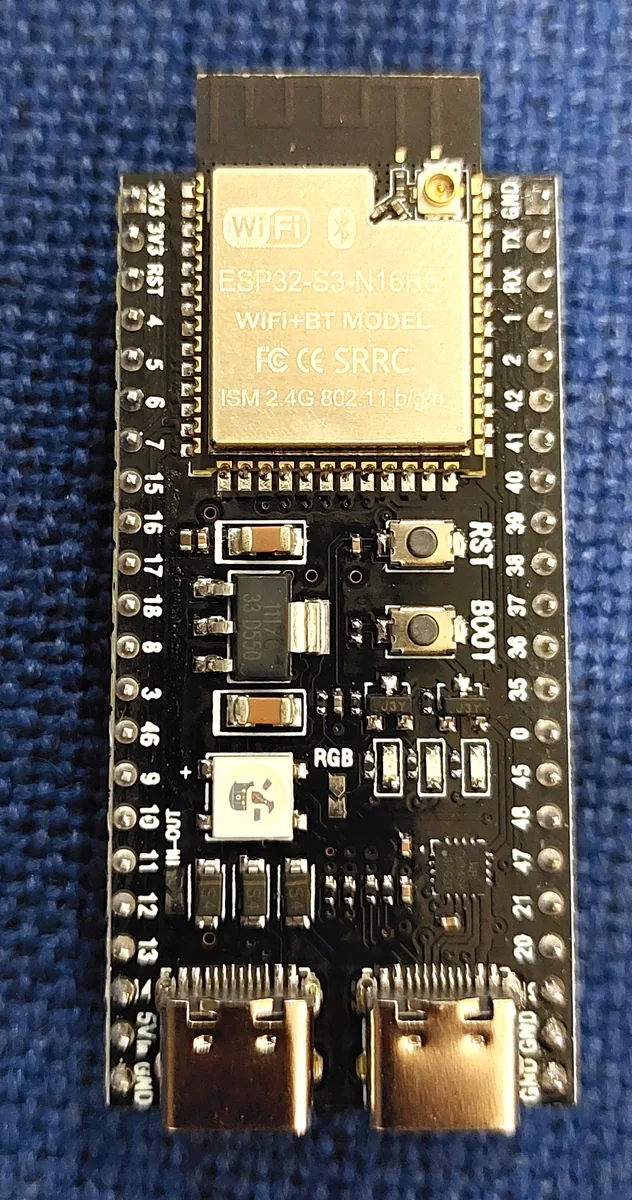 WiFi
ESP32-S3-N16R8
WiFi+BT MODEL
FC CE SRRC
ISM 2.4G 802.11 b/g/n
3V3
3V3
RST
4
5
6
7
15
16
17
18
8
3
46
9
10
11
12
13
5Vin
GND
GND
TX
RX
1
2
42
41
40
39
38
37
36
35
0
45
48
47
21
20
GND
GND
RST
BOOT
J3Y
J3Y
RGB
+
IN-OUT